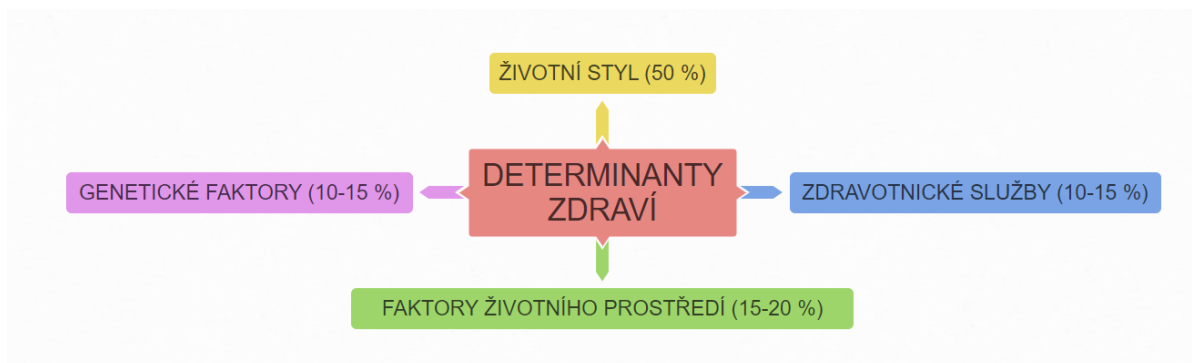 ŽIVOTNÍ STYL (50 %)
GENETICKÉ FAKTORY (10-15 %)
DETERMINANTY
ZDRAVÍ
ZDRAVOTNICKÉ SLUŽBY (10-15 %)
FAKTORY ŽIVOTNÍHO PROSTŘEDÍ (15-20 %)